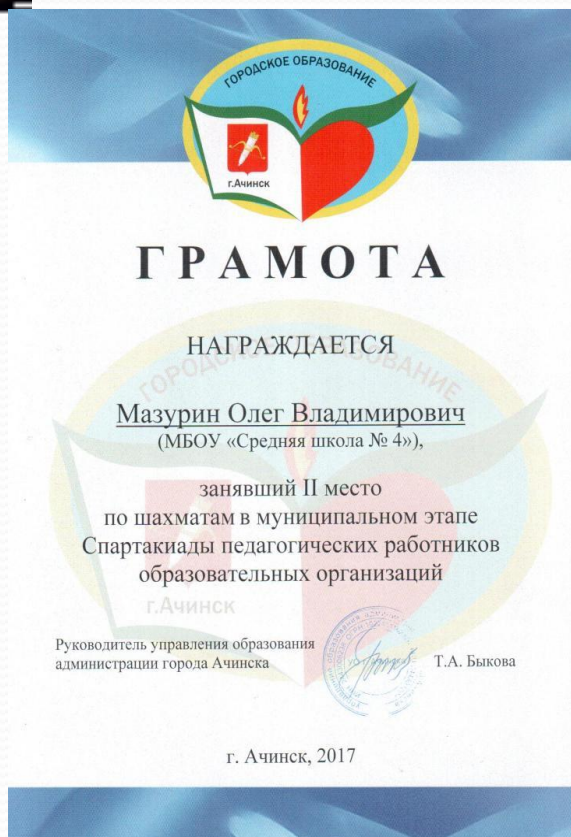 ГОРОДСКОЕ ОБРАЗОВАНИЕ
г.Ачинск
ГРАМОТА
НАГРАЖДАЕТСЯ
Мазурин Олег Владимирович
(МБОУ «Средняя школа № 4»),
занявший II место
по шахматам в муниципальном этапе
Спартакиады педагогических работников
образовательных организаций
г.Ачинск
Руководитель управления образования
администрации города Ачинска
Т.А. Быкова
г. Ачинск, 2017